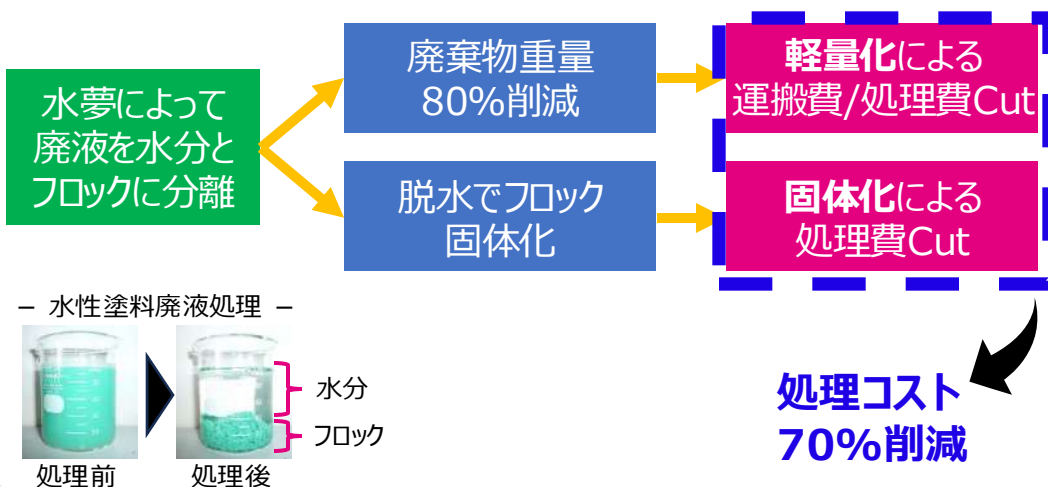 水夢によって
廃液を水分と
フロックに分離
廃棄物重量
80%削減
軽量化による
運搬費/処理費Cut
脱水でフロック
固体化
固体化による
処理費Cut
– 水性塗料廃液処理 –
水分
フロック
処理前
処理後
処理コスト
70%削減